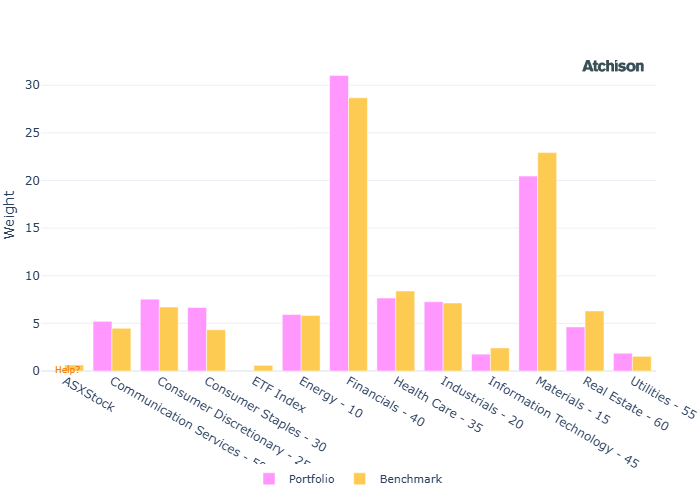 Atchison
30
25
20
15
10
5
0
Weight
Help?
ASXStock
Communication Services - 50
Consumer Discretionary - 25
Consumer Staples - 30
ETF Index
Energy - 10
Financials - 40
Health Care - 35
Industrials - 20
Information Technology - 45
Materials - 15
Real Estate - 60
Utilities - 55
Portfolio
Benchmark